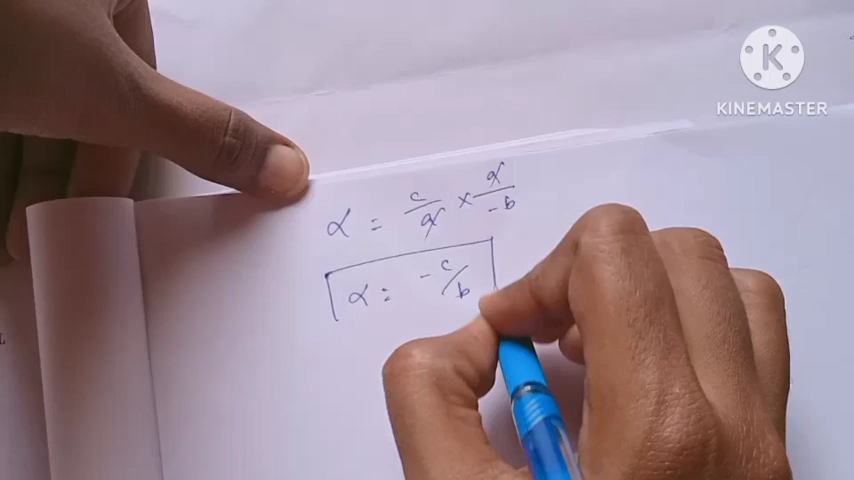 KINEMASTER
α = c/a × a/-b
α = -c/b